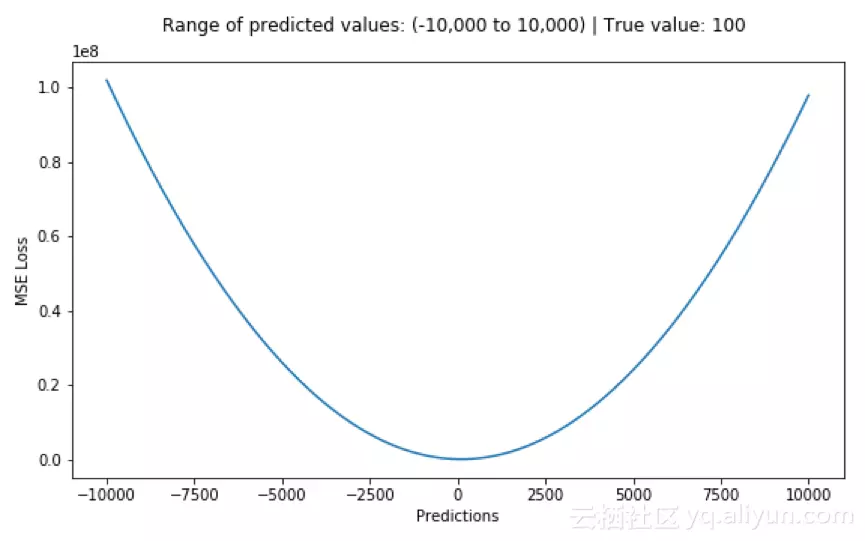 Range of predicted values: (-10,000 to 10,000) | True value: 100
1e8
1.0
0.8
0.6
0.4
0.2
0.0
MSE Loss
−10000 −7500 −5000 −2500 0 2500 5000 7500 10000
Predictions
云栖社区 yq.aliyun.com